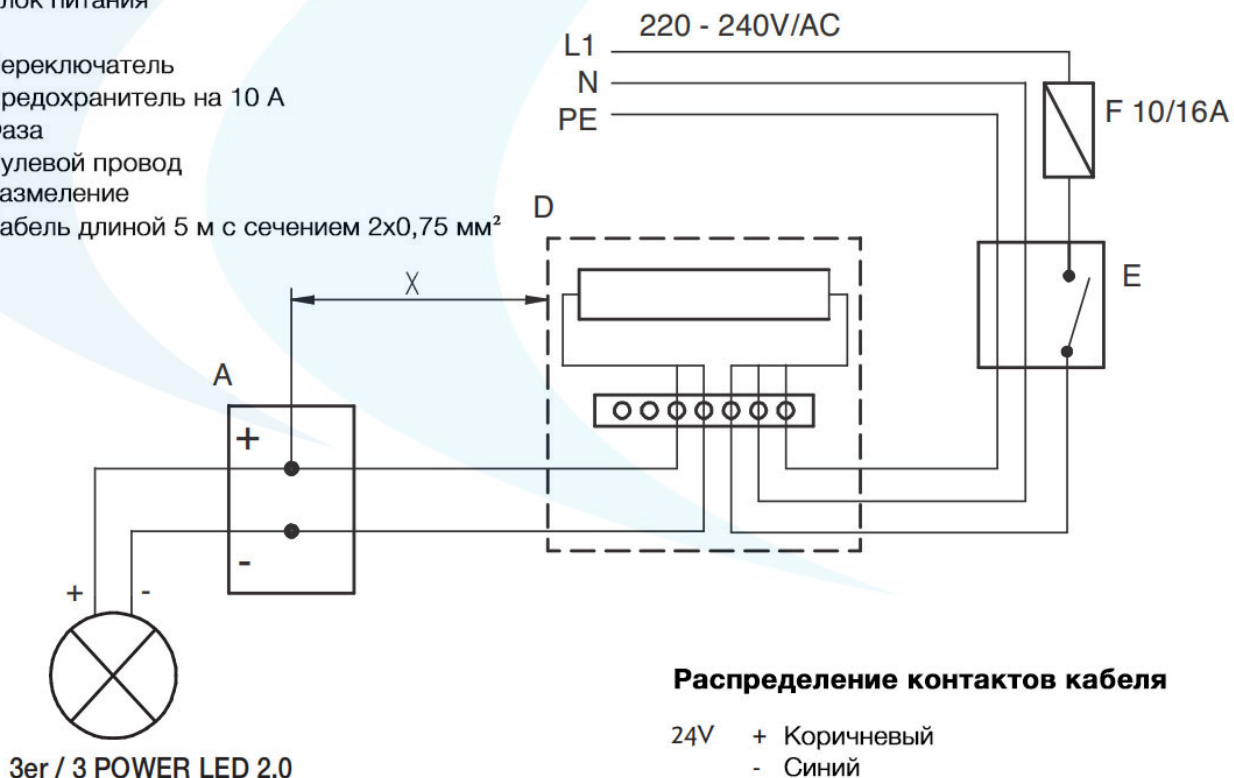 лок питания
ереключатель
редохранитель на 10 А
аза
улевой провод
азмеление
абель длиной 5 м с сечением 2x0,75 мм²
220 - 240V/AC
L1
N
PE
F 10/16A
D
E
X
A
+
-
+ -
3er / 3 POWER LED 2.0
Распределение контактов кабеля
24V + Коричневый
- Синий